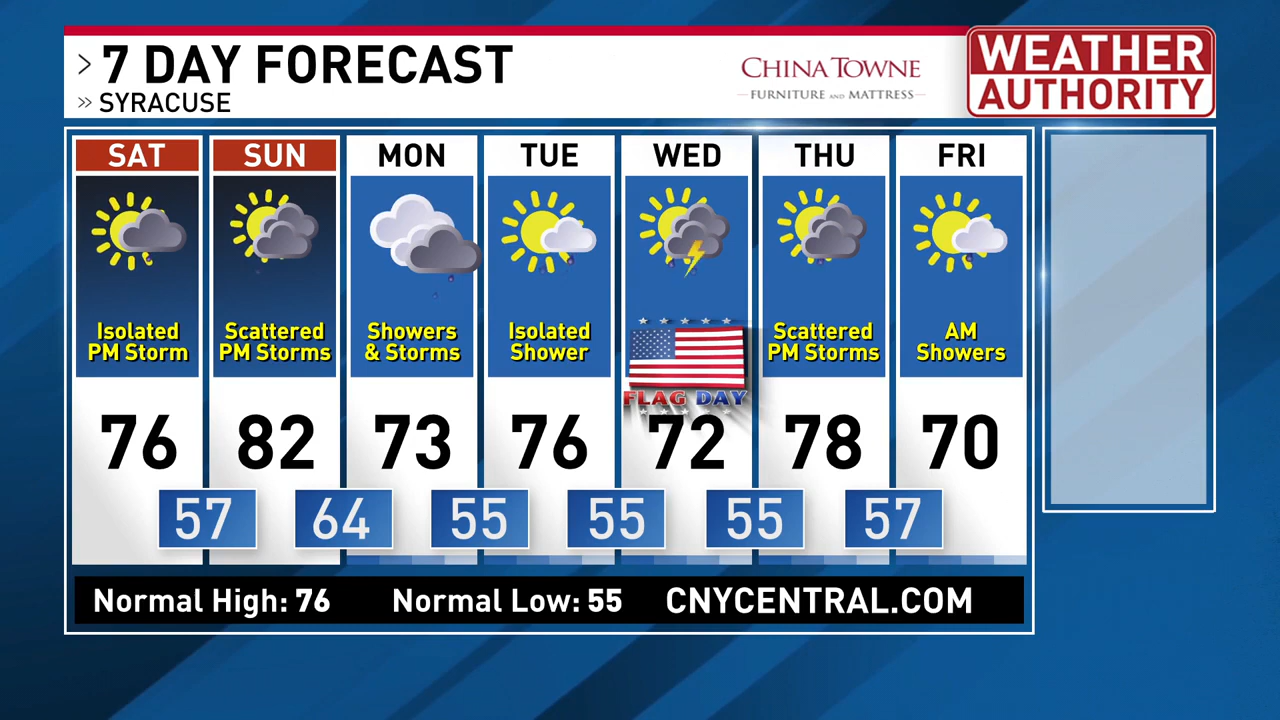 > 7 DAY FORECAST
» SYRACUSE
CHINA TOWNE
FURNITURE AND MATTRESS
WEATHER
AUTHORITY
SAT
SUN
MON
TUE
WED
THU
FRI
Isolated
PM Storm
Scattered
PM Storms
Showers
& Storms
Isolated
Shower
FLAG DAY
Scattered
PM Storms
AM
Showers
76
82
73
76
72
78
70
57
64
55
55
55
57
Normal High: 76
Normal Low: 55
CNYCENTRAL.COM